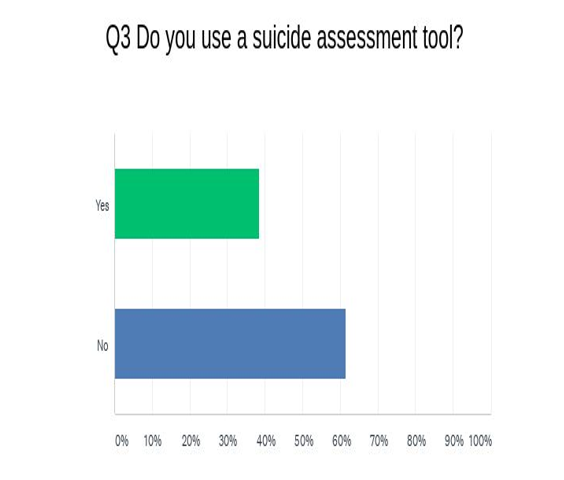 Q3 Do you use a suicide assessment tool?
Yes
No
0% 10% 20% 30% 40% 50% 60% 70% 80% 90% 100%